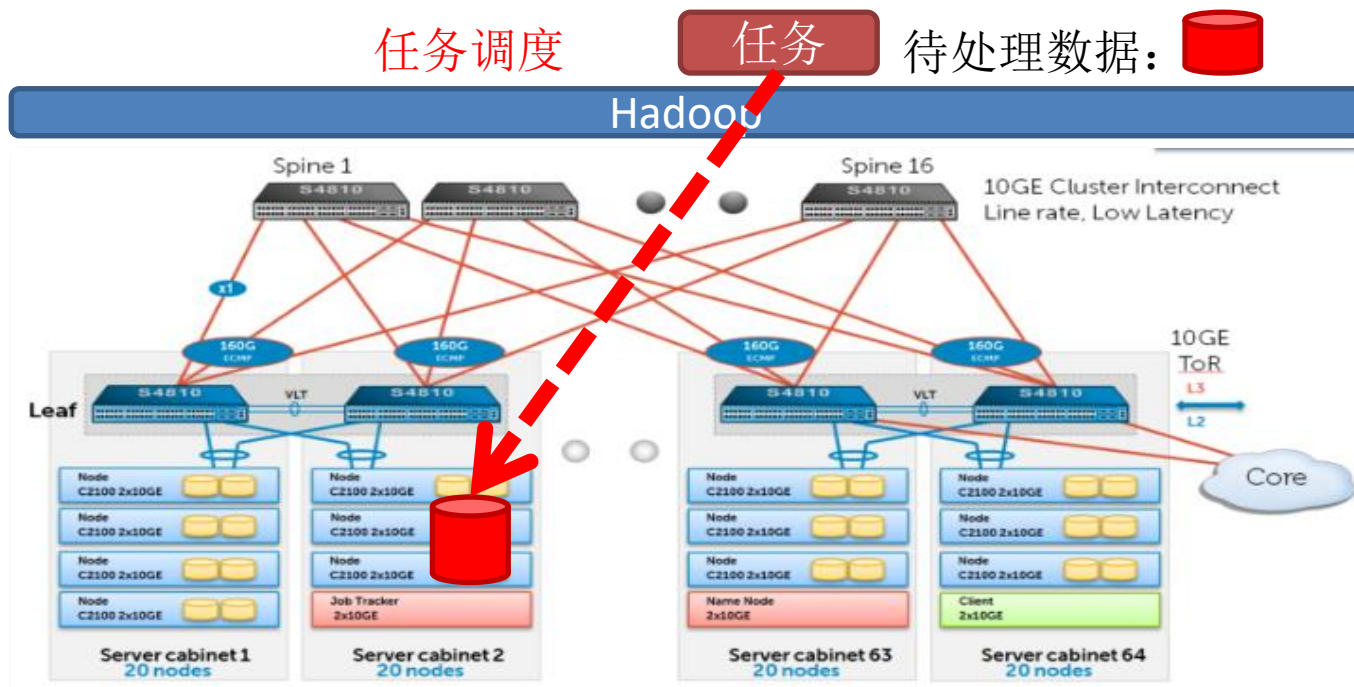 任务调度
任务
待处理数据：
Hadoop
Spine 1
Spine 16
S4810
S4810
S4810
10GE Cluster Interconnect
Line rate, Low Latency
x1
160G
ECMP
160G
ECMP
160G
ECMP
160G
ECMP
10GE
ToR
L3
L2
Leaf
S4810
VLT
S4810
S4810
VLT
S4810
Core
Node
C2100 2x10GE
Node
C2100 2x10GE
Node
C2100 2x10GE
Node
C2100 2x10GE
Server cabinet 1
20 nodes
Node
C2100 2x10GE
Node
C2100 2x10GE
Node
C2100 2x10GE
Job Tracker
2x10GE
Server cabinet 2
20 nodes
Node
C2100 2x10GE
Node
C2100 2x10GE
Node
C2100 2x10GE
Name Node
2x10GE
Server cabinet 63
20 nodes
Node
C2100 2x10GE
Node
C2100 2x10GE
Node
C2100 2x10GE
Client
2x10GE
Server cabinet 64
20 nodes